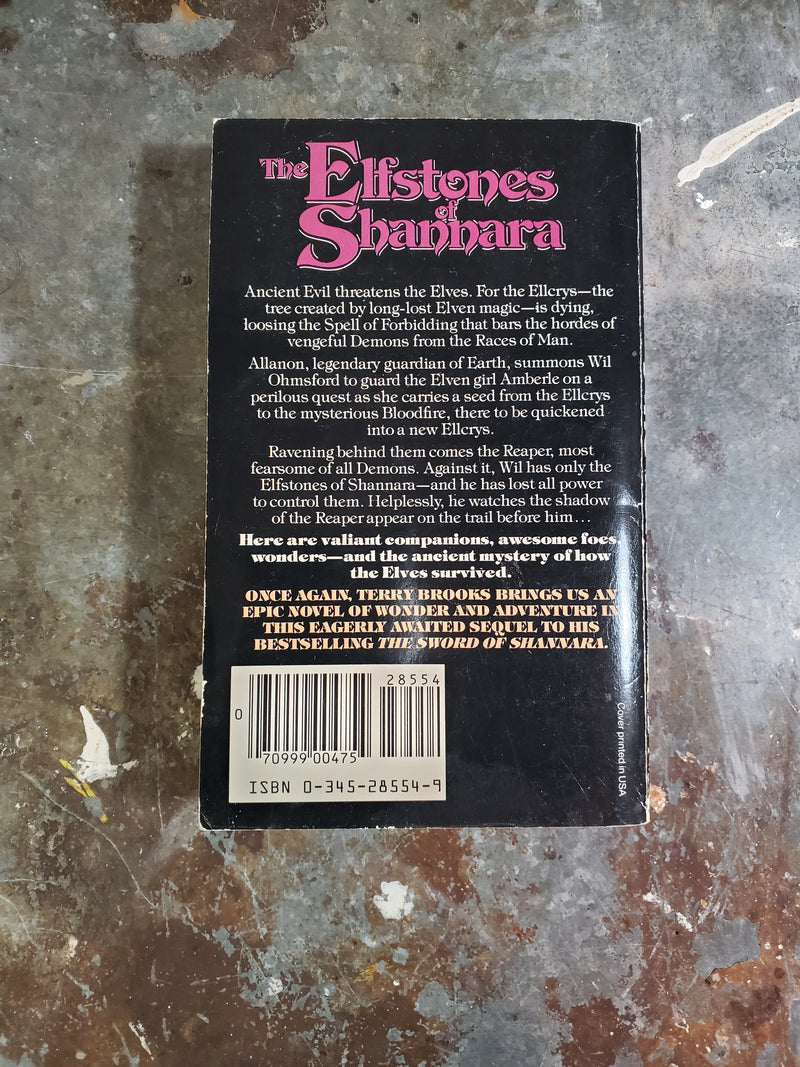 The Elfstones
of
Shannara
Ancient Evil threatens the Elves. For the Ellcrys—the
tree created by long-lost Elven magic—is dying,
loosing the Spell of Forbidding that bars the hordes of
vengeful Demons from the Races of Man.
Allanon, legendary guardian of Earth, summons Wil
Ohmsford to guard the Elven girl Amberle on a
perilous quest as she carries a seed from the Ellcrys
to the mysterious Bloodfire, there to be quickened
into a new Ellcrys.
Ravening behind them comes the Reaper, most
fearsome of all Demons. Against it, Wil has only the
Elfstones of Shannara—and he has lost all power
to control them. Helplessly, he watches the shadow
of the Reaper appear on the trail before him...
Here are valiant companions, awesome foes,
wonders—and the ancient mystery of how
the Elves survived.
ONCE AGAIN, TERRY BROOKS BRINGS US AN
EPIC NOVEL OF WONDER AND ADVENTURE IN
THIS EAGERLY AWAITED SEQUEL TO HIS
BESTSELLING THE SWORD OF SHANNARA.
28554
0
70999 00475
ISBN 0-345-28554-9
Cover printed in USA